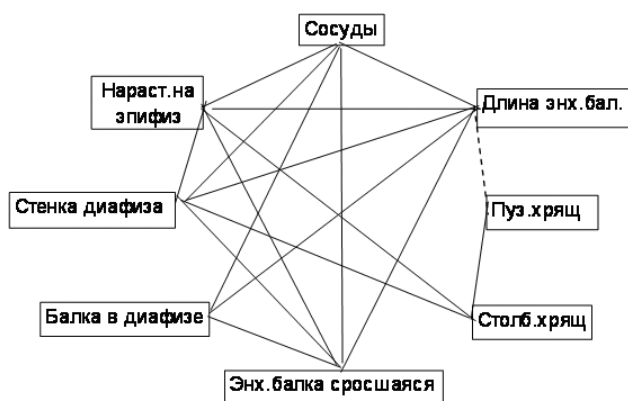 Сосуды
Нараст.на
эпифиз
Длина энх.бал.
Стенка диафиза
Пуз.хрящ
Балка в диафизе
Столб.хрящ
Энх.балка сросшаяся